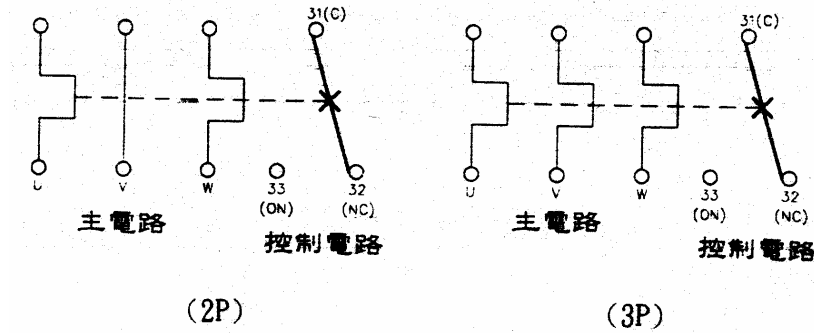 31(C)
U V W 33 32
(ON) (NC)
主電路
控制電路
(2P)
31(C)
U V W 33 32
(ON) (NC)
主電路
控制電路
(3P)